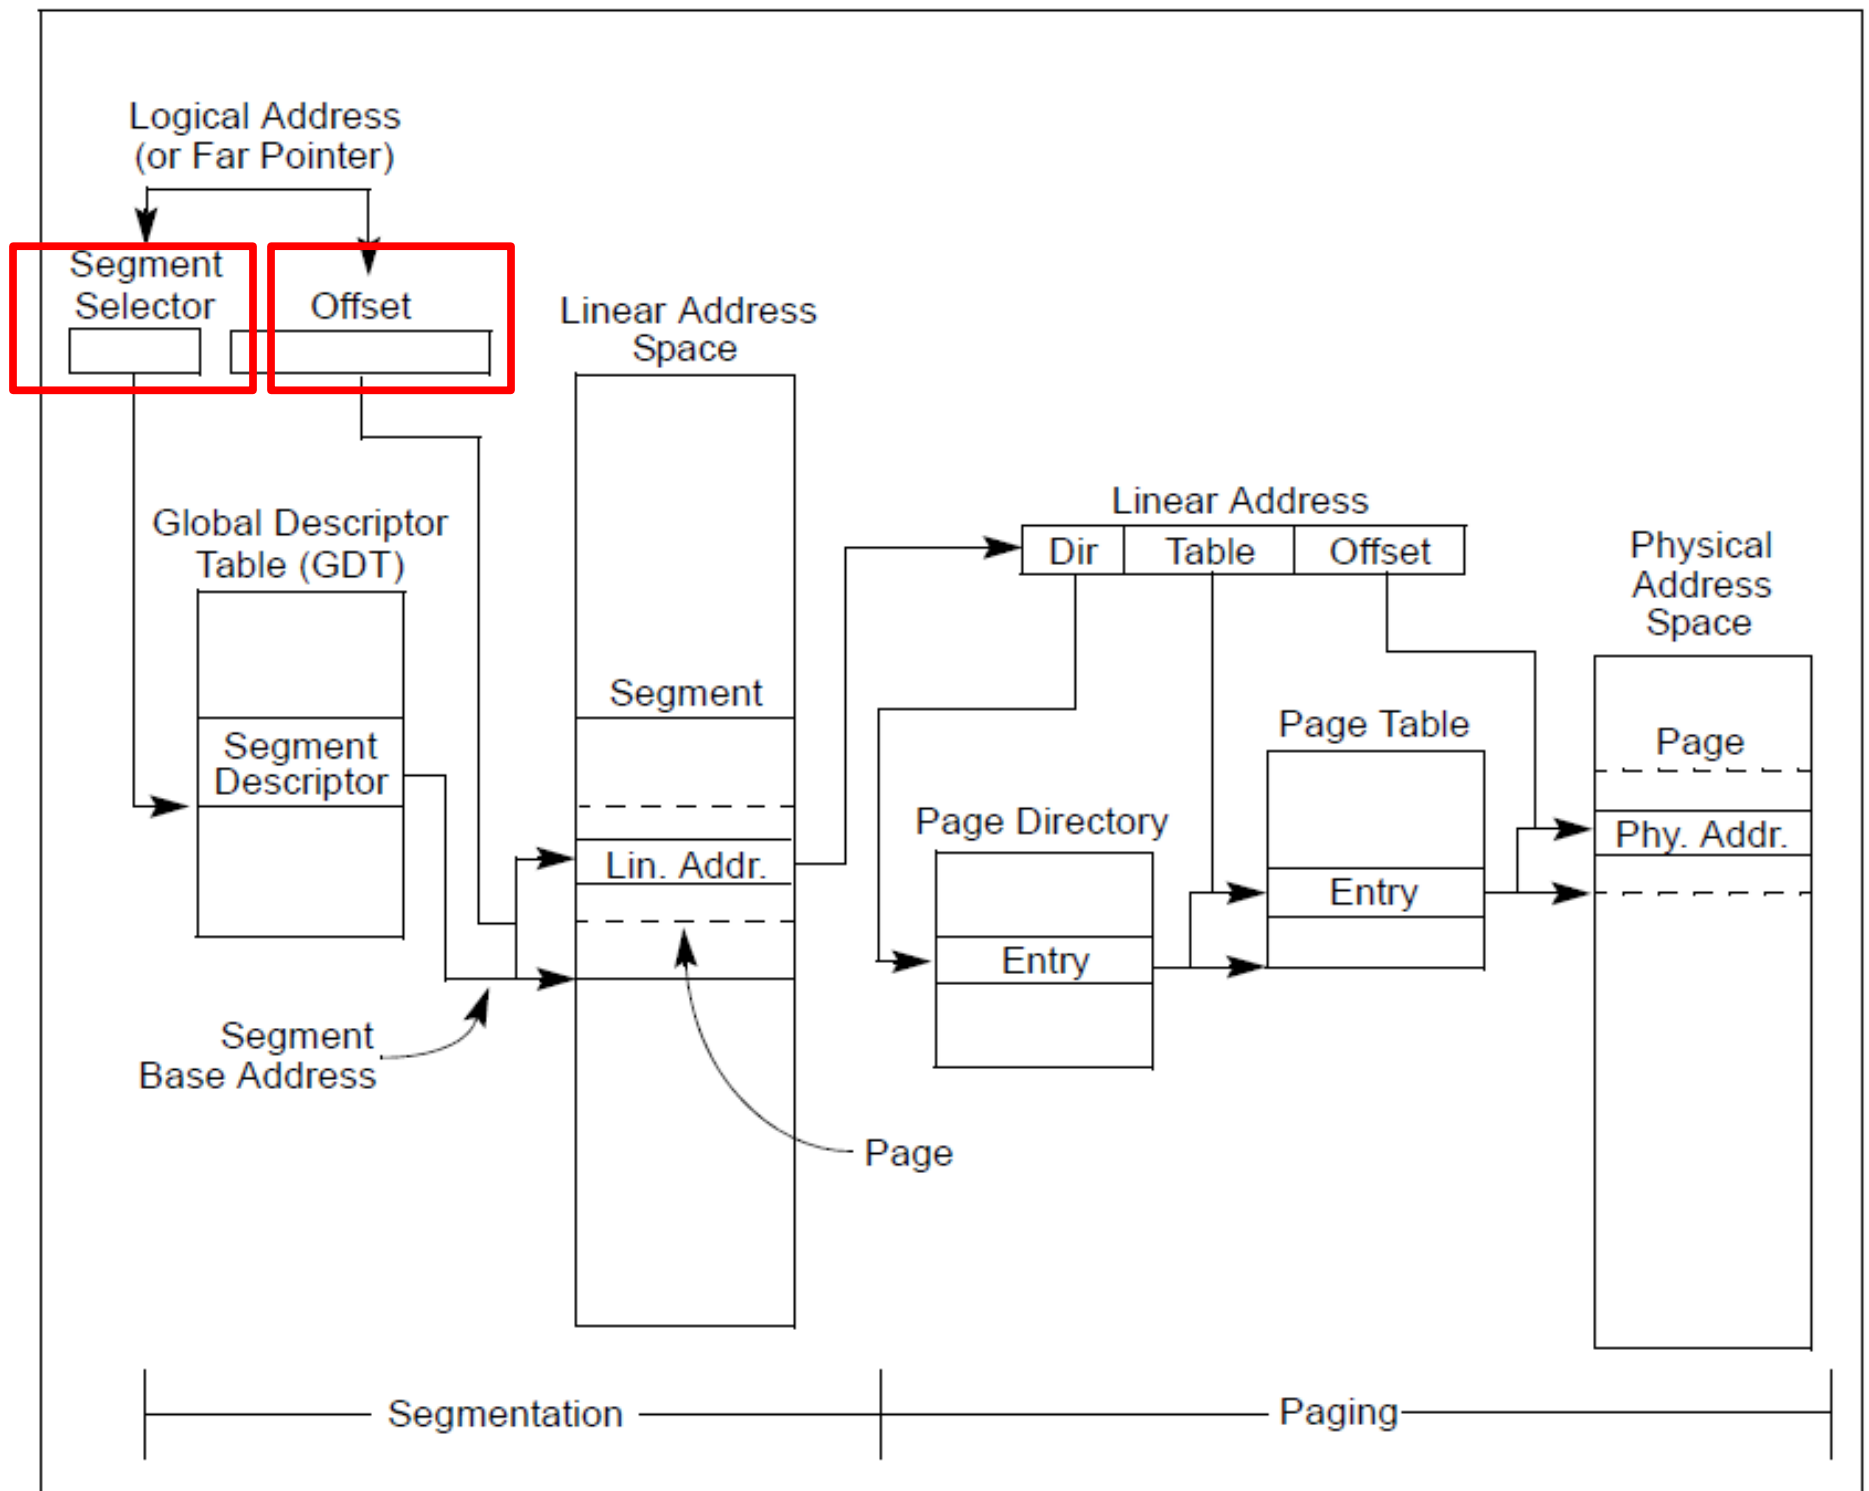 Logical Address
(or Far Pointer)
Segment
Selector
Offset
Linear Address
Space
Global Descriptor
Table (GDT)
Segment
Descriptor
Segment
Lin. Addr.
Segment
Base Address
Page
Linear Address
Dir
Table
Offset
Page Directory
Entry
Page Table
Entry
Physical
Address
Space
Page
Phy. Addr.
Segmentation
Paging